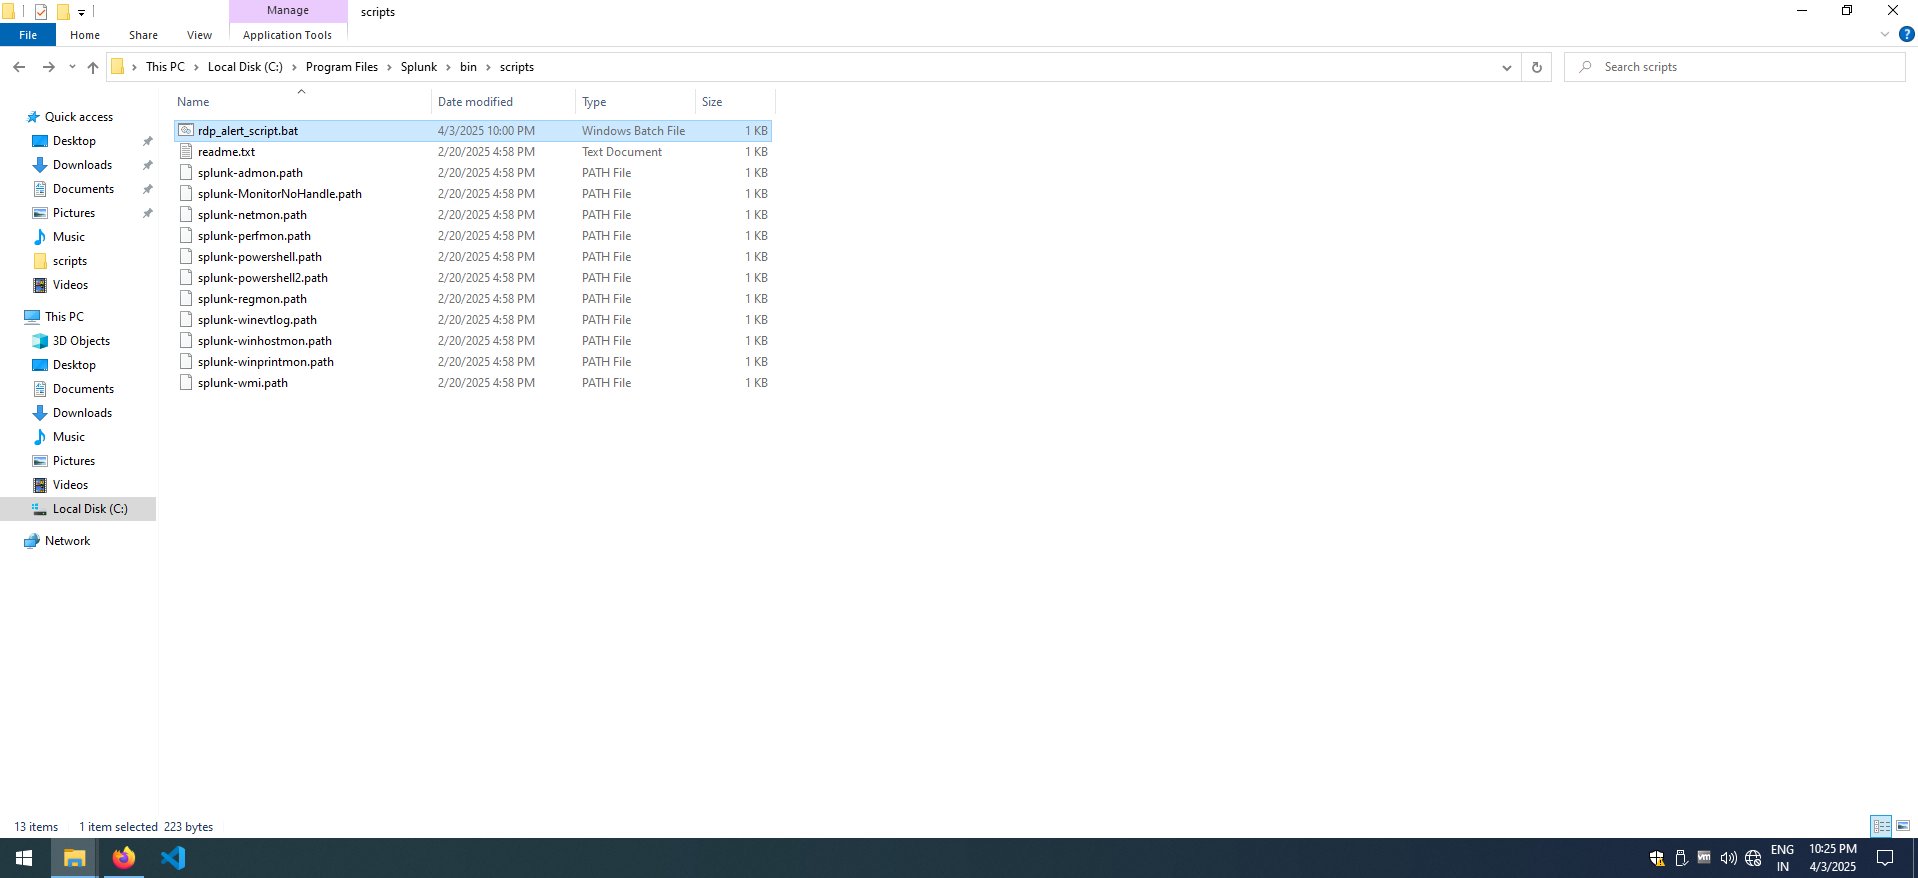 Manage
scripts
File
Home
Share
View
Application Tools
This PC
Local Disk (C:)
Program Files
Splunk
bin
scripts
Search scripts
Name
Date modified
Type
Size
rdp_alert_script.bat 4/3/2025 10:00 PM Windows Batch File 1 KB
readme.txt 2/20/2025 4:58 PM Text Document 1 KB
splunk-admon.path 2/20/2025 4:58 PM PATH File 1 KB
splunk-MonitorNoHandle.path 2/20/2025 4:58 PM PATH File 1 KB
splunk-netmon.path 2/20/2025 4:58 PM PATH File 1 KB
splunk-perfmon.path 2/20/2025 4:58 PM PATH File 1 KB
splunk-powershell.path 2/20/2025 4:58 PM PATH File 1 KB
splunk-powershell2.path 2/20/2025 4:58 PM PATH File 1 KB
splunk-regmon.path 2/20/2025 4:58 PM PATH File 1 KB
splunk-winevtlog.path 2/20/2025 4:58 PM PATH File 1 KB
splunk-winhostmon.path 2/20/2025 4:58 PM PATH File 1 KB
splunk-winprintmon.path 2/20/2025 4:58 PM PATH File 1 KB
splunk-wmi.path 2/20/2025 4:58 PM PATH File 1 KB
Quick access
Desktop
Downloads
Documents
Pictures
Music
scripts
Videos
This PC
3D Objects
Desktop
Documents
Downloads
Music
Pictures
Videos
Local Disk (C:)
Network
13 items 1 item selected 223 bytes
vm
ENG
IN
10:25 PM
4/3/2025